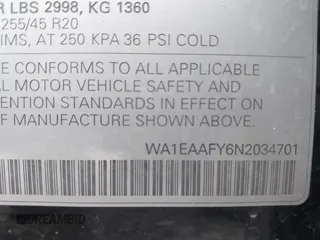 R LBS 2998, KG 1360
255/45 R20
IMS, AT 250 KPA 36 PSI COLD
E CONFORMS TO ALL APPLICABLE
L MOTOR VEHICLE SAFETY AND
ENTION STANDARDS IN EFFECT ON
F MANUFACTURE SHOWN ABOVE.
WA1EAAFY6N2034701
DREAMBID